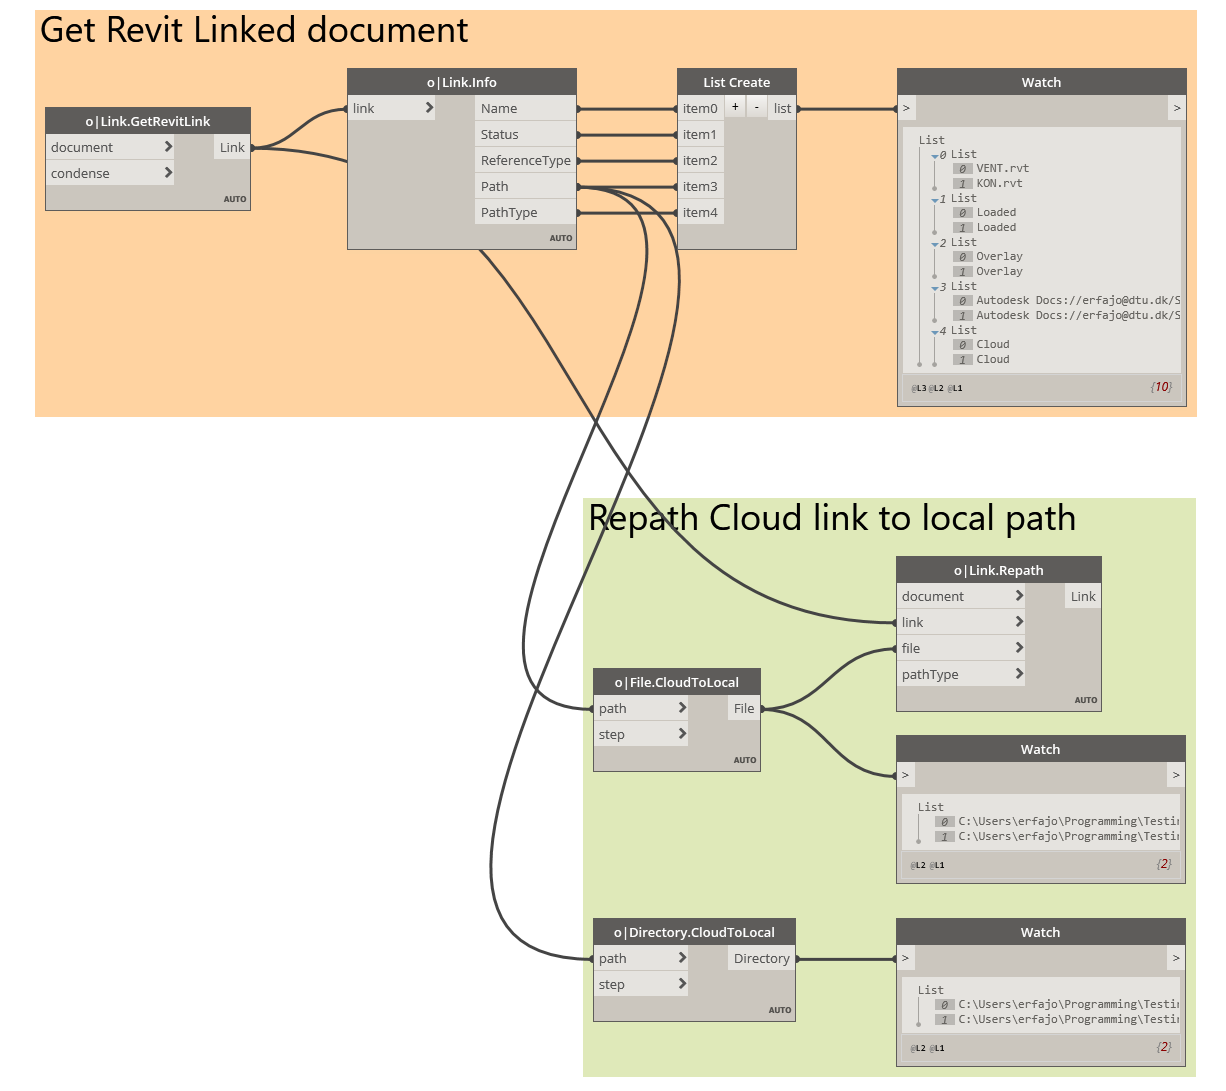 Get Revit Linked document
o|Link.GetRevitLink
document
Link
condense
AUTO
o|Link.Info
link
Name
Status
ReferenceType
Path
PathType
AUTO
List Create
item0
+
-
list
item1
item2
item3
item4
Watch
>
>
List
0 List
0 VENT.rvt
1 KON.rvt
1 List
0 Loaded
1 Loaded
2 List
0 Overlay
1 Overlay
3 List
0 Autodesk Docs://erfajo@dtu.dk/S
1 Autodesk Docs://erfajo@dtu.dk/S
4 List
0 Cloud
1 Cloud
@L3 @L2 @L1
{10}
Repath Cloud link to local path
o|Link.Repath
document
Link
link
file
pathType
AUTO
o|File.CloudToLocal
path
File
step
AUTO
Watch
>
>
List
0 C:\Users\erfajo\Programming\Testin
1 C:\Users\erfajo\Programming\Testin
@L2 @L1
{2}
o|Directory.CloudToLocal
path
Directory
step
AUTO
Watch
>
>
List
0 C:\Users\erfajo\Programming\Testin
1 C:\Users\erfajo\Programming\Testin
@L2 @L1
{2}